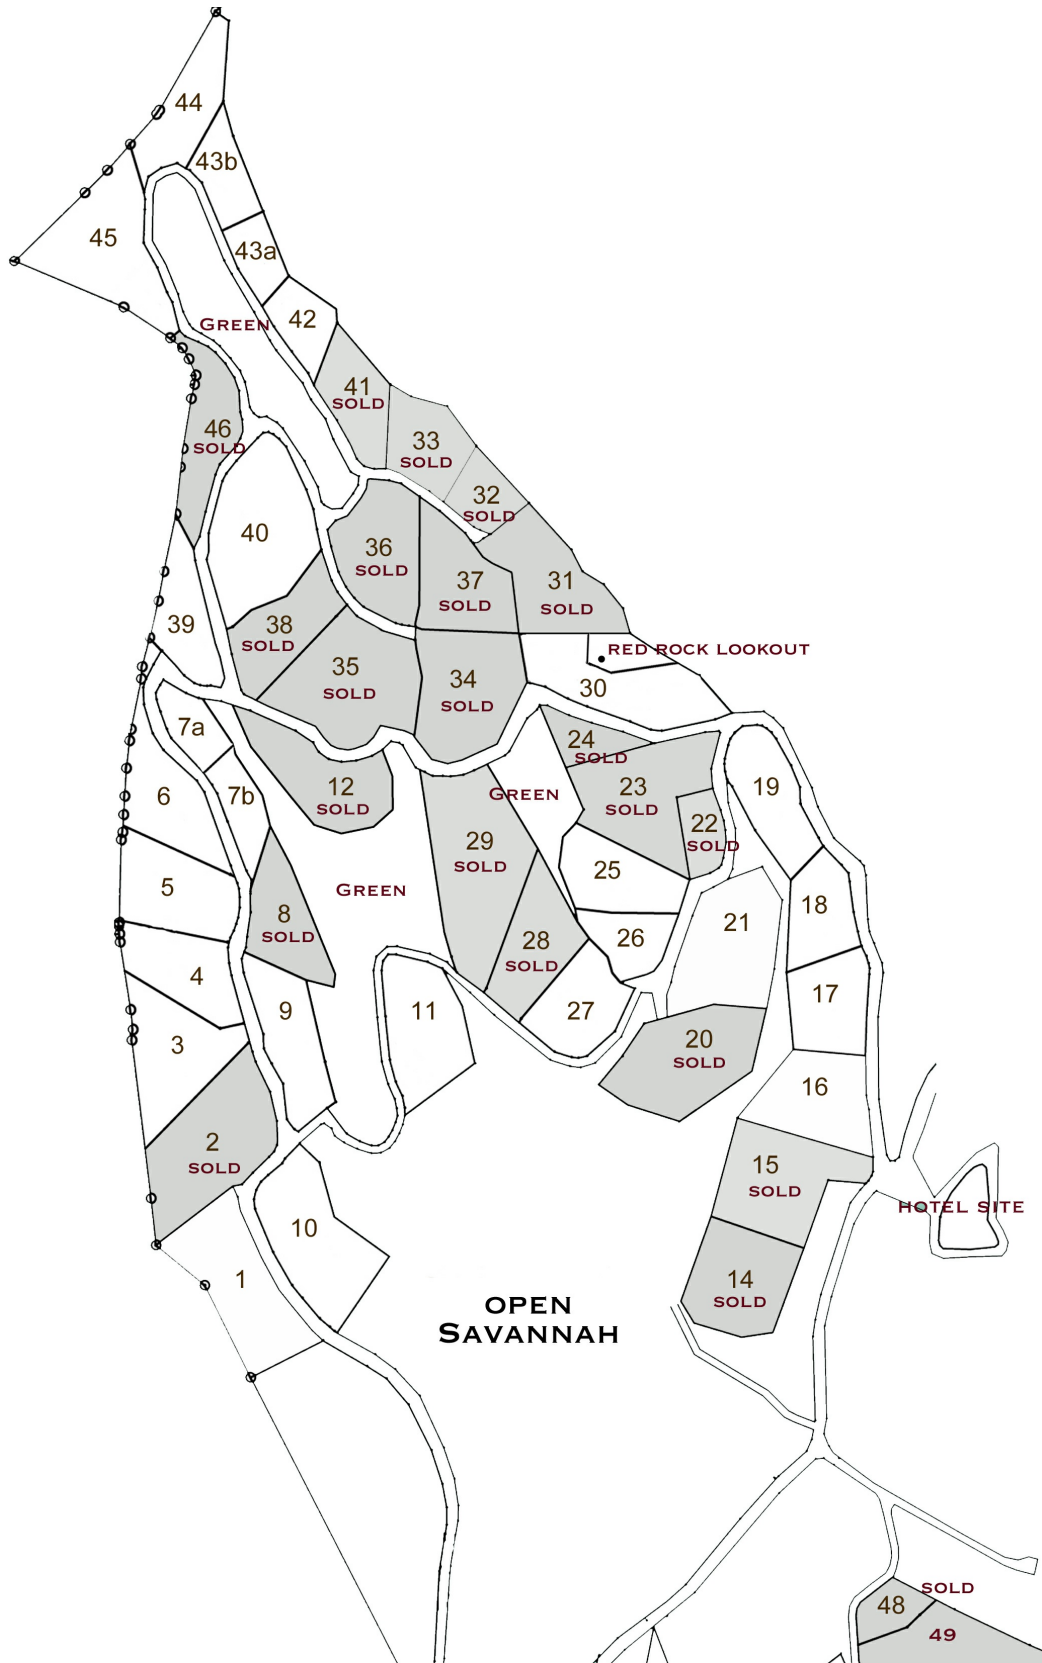 44
43b
45
43a
GREEN
42
41
SOLD
46
SOLD
33
SOLD
32
SOLD
40
36
SOLD
37
SOLD
31
SOLD
39
38
SOLD
35
SOLD
34
SOLD
RED ROCK LOOKOUT
30
7a
24
SOLD
6
7b
12
SOLD
GREEN
23
SOLD
19
22
SOLD
29
SOLD
25
5
GREEN
8
SOLD
18
21
28
SOLD
26
4
9
11
27
17
3
20
SOLD
16
2
SOLD
15
SOLD
HOTEL SITE
10
1
14
SOLD
OPEN
SAVANNAH
SOLD
48
49